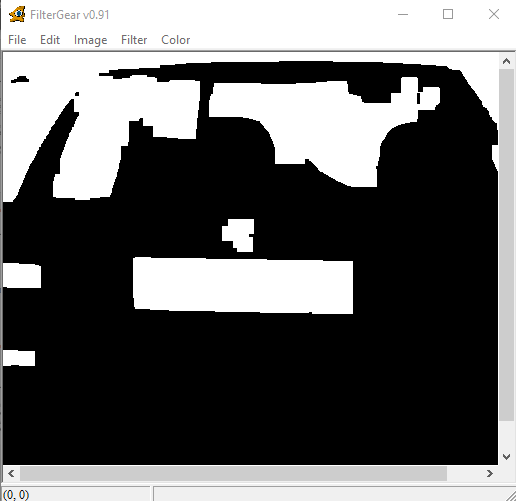 FilterGear v0.91
File Edit Image Filter Color
(0, 0)